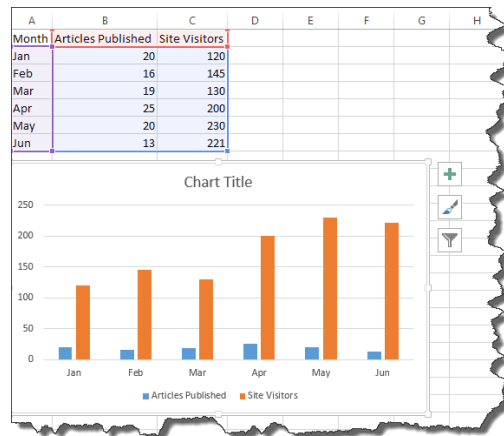 A B C D E F G H
Month Articles Published Site Visitors
Jan 20 120
Feb 16 145
Mar 19 130
Apr 25 200
May 20 230
Jun 13 221
Chart Title
250
200
150
100
50
0
Jan Feb Mar Apr May Jun
Articles Published Site Visitors